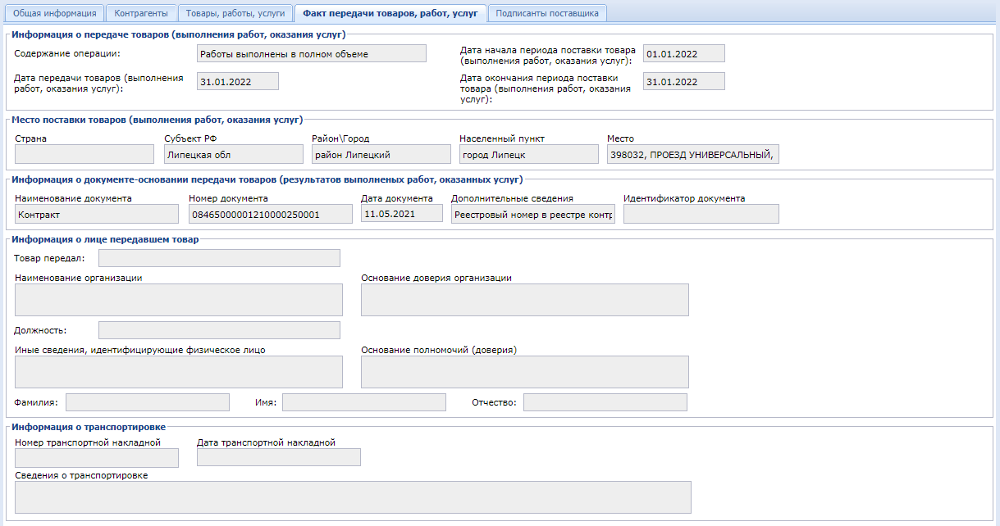 Общая информация
Контрагенты
Товары, работы, услуги
Факт передачи товаров, работ, услуг
Подписанты поставщика
Информация о передаче товаров (выполнения работ, оказания услуг)
Содержание операции:
Работы выполнены в полном объеме
Дата начала периода поставки товара
(выполнения работ, оказания услуг):
01.01.2022
Дата передачи товаров (выполнения
работ, оказания услуг):
31.01.2022
Дата окончания периода поставки
товара (выполнения работ, оказания
услуг):
31.01.2022
Место поставки товаров (выполнения работ, оказания услуг)
Страна
Субъект РФ
Район\Город
Населенный пункт
Место
Липецкая обл
район Липецкий
город Липецк
398032, ПРОЕЗД УНИВЕРСАЛЬНЫЙ,
Информация о документе-основании передачи товаров (результатов выполненых работ, оказанных услуг)
Наименование документа
Номер документа
Дата документа
Дополнительные сведения
Идентификатор документа
Контракт
08465000001210000250001
11.05.2021
Реестровый номер в реестре контр
Информация о лице передавшем товар
Товар передал:
Наименование организации
Основание доверия организации
Должность:
Иные сведения, идентифицирующие физическое лицо
Основание полномочий (доверия)
Фамилия:
Имя:
Отчество:
Информация о транспортировке
Номер транспортной накладной
Дата транспортной накладной
Сведения о транспортировке